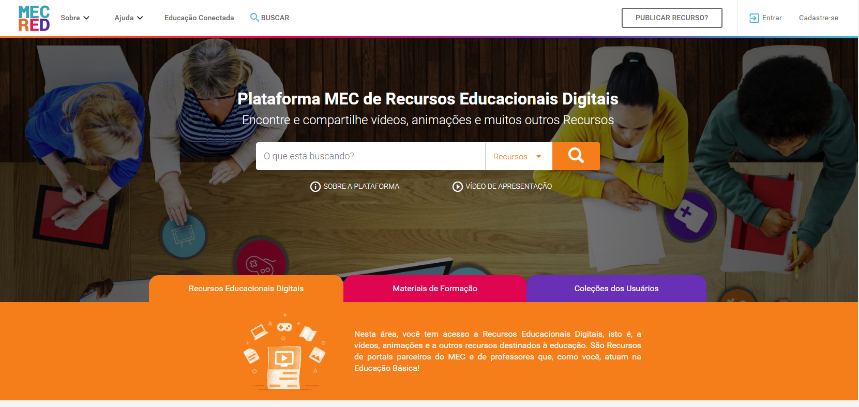 MEC
RED
Sobre
Ajuda
Educação Conectada
BUSCAR
PUBLICAR RECURSO?
Entrar
Cadastre-se
Plataforma MEC de Recursos Educacionais Digitais
Encontre e compartilhe vídeos, animações e muitos outros Recursos
O que está buscando?
Recursos
SOBRE A PLATAFORMA
VÍDEO DE APRESENTAÇÃO
Recursos Educacionais Digitais
Materiais de Formação
Coleções dos Usuários
Nesta área, você tem acesso a Recursos Educacionais Digitais, isto é, a
vídeos, animações e a outros recursos destinados à educação. São Recursos
de portais parceiros do MEC e de professores que, como você, atuam na
Educação Básica!